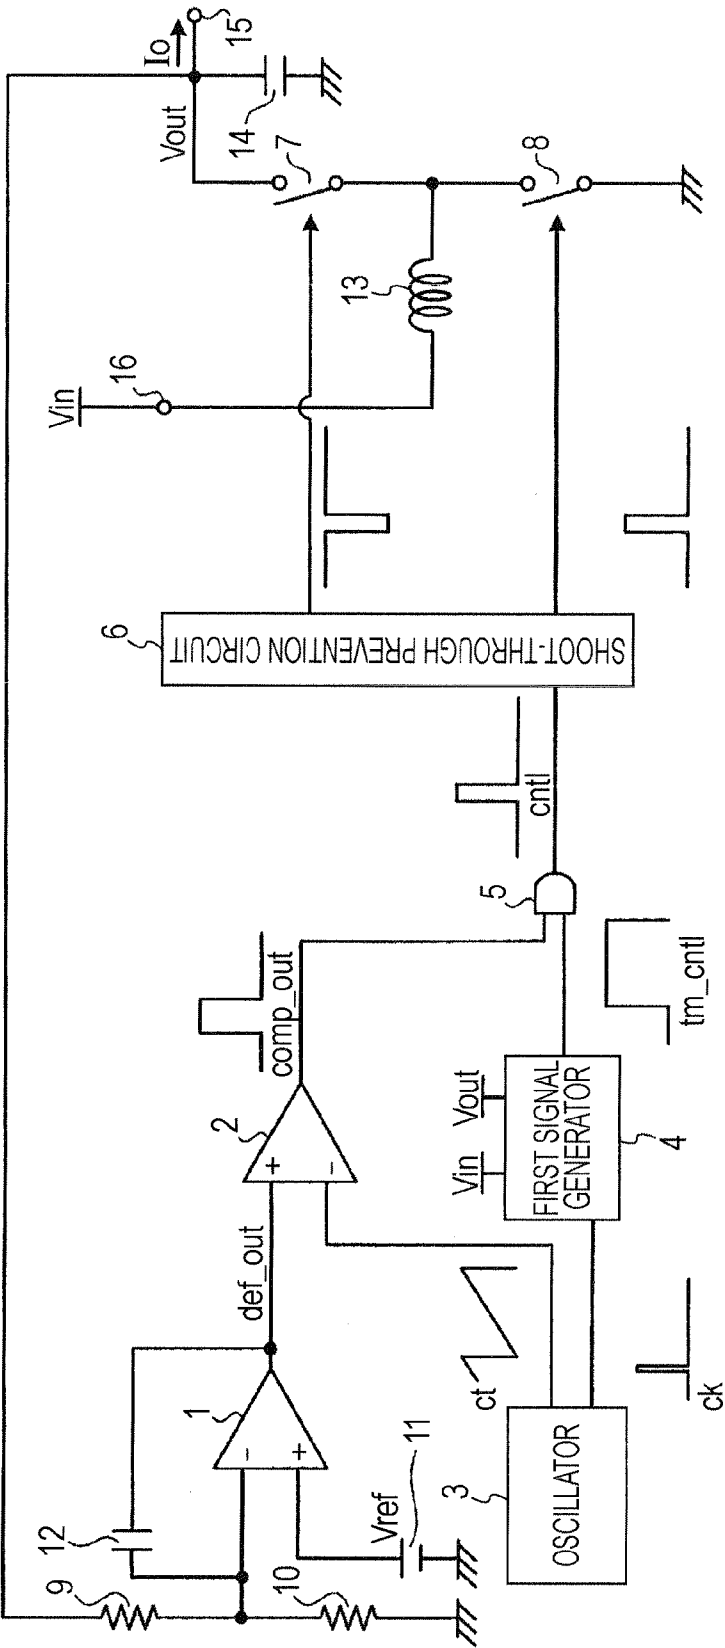 Io
15
Vout
14
7
8
13
16
Vin
6
SHOOT-THROUGH PREVENTION CIRCUIT
cntl
5
comp_out
tm_cntl
2
+
−
Vin
Vout
FIRST SIGNAL
GENERATOR
4
def_out
ct
ck
1
−
+
12
9
10
Vref
11
3
OSCILLATOR